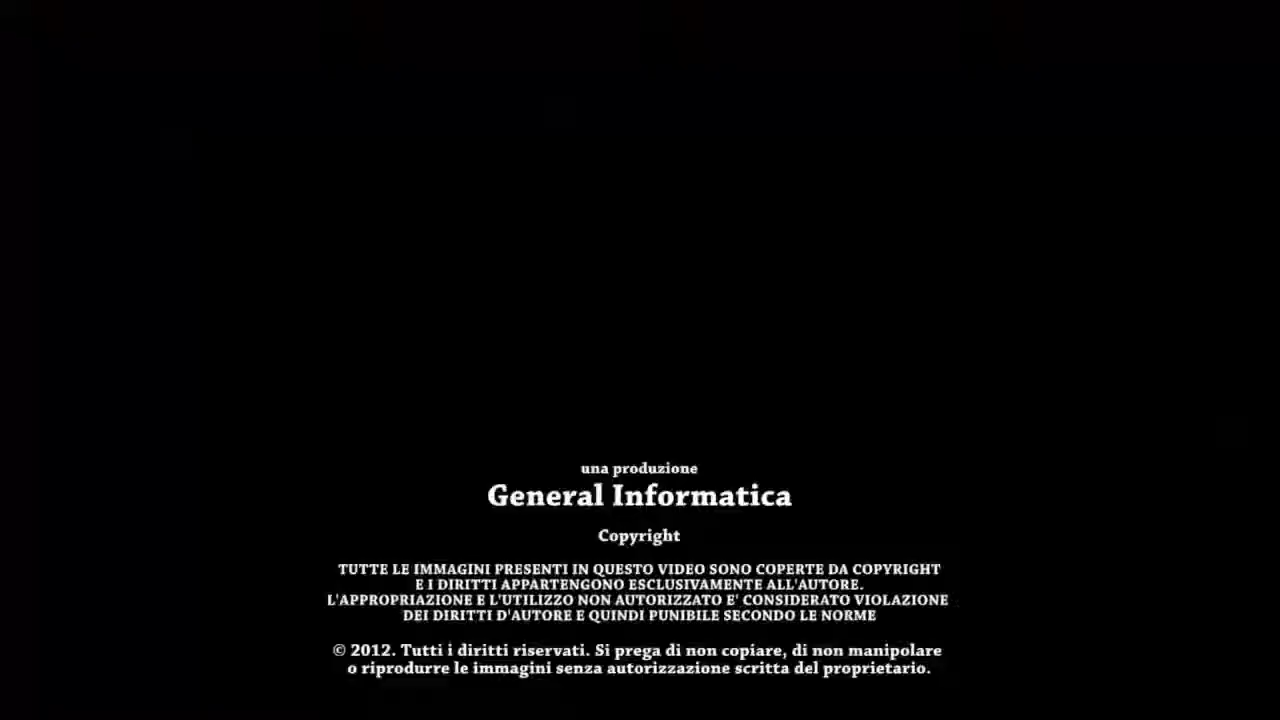 una produzione
General Informatica
Copyright
TUTTE LE IMMAGINI PRESENTI IN QUESTO VIDEO SONO COPERTE DA COPYRIGHT
E I DIRITTI APPARTENGONO ESCLUSIVAMENTE ALL'AUTORE.
L'APPROPRIAZIONE E L'UTILIZZO NON AUTORIZZATO E' CONSIDERATO VIOLAZIONE
DEI DIRITTI D'AUTORE E QUINDI PUNIBILE SECONDO LE NORME
© 2012. Tutti i diritti riservati. Si prega di non copiare, di non manipolare
o riprodurre le immagini senza autorizzazione scritta del proprietario.